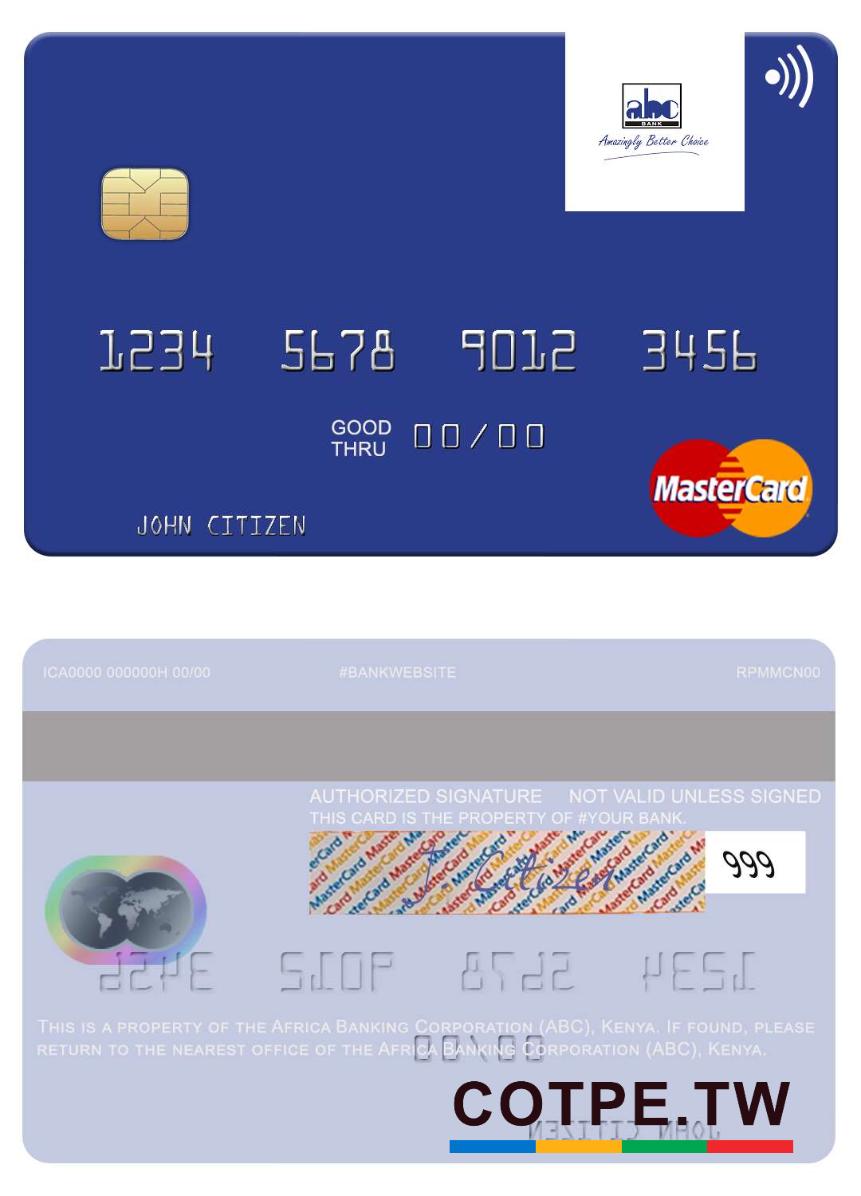 abc
BANK
Amazingly Better Choice
1234 5678 9012 3456
GOOD THRU 00/00
MasterCard
JOHN CITIZEN
ICA0000 000000H 00/00 #BANKWEBSITE RPMMCN00
AUTHORIZED SIGNATURE NOT VALID UNLESS SIGNED
THIS CARD IS THE PROPERTY OF #YOUR BANK.
MasterCard
J. Citizen
999
THIS IS A PROPERTY OF THE AFRICA BANKING CORPORATION (ABC), KENYA. IF FOUND, PLEASE
RETURN TO THE NEAREST OFFICE OF THE AFRICA BANKING CORPORATION (ABC), KENYA.
COTPE.TW